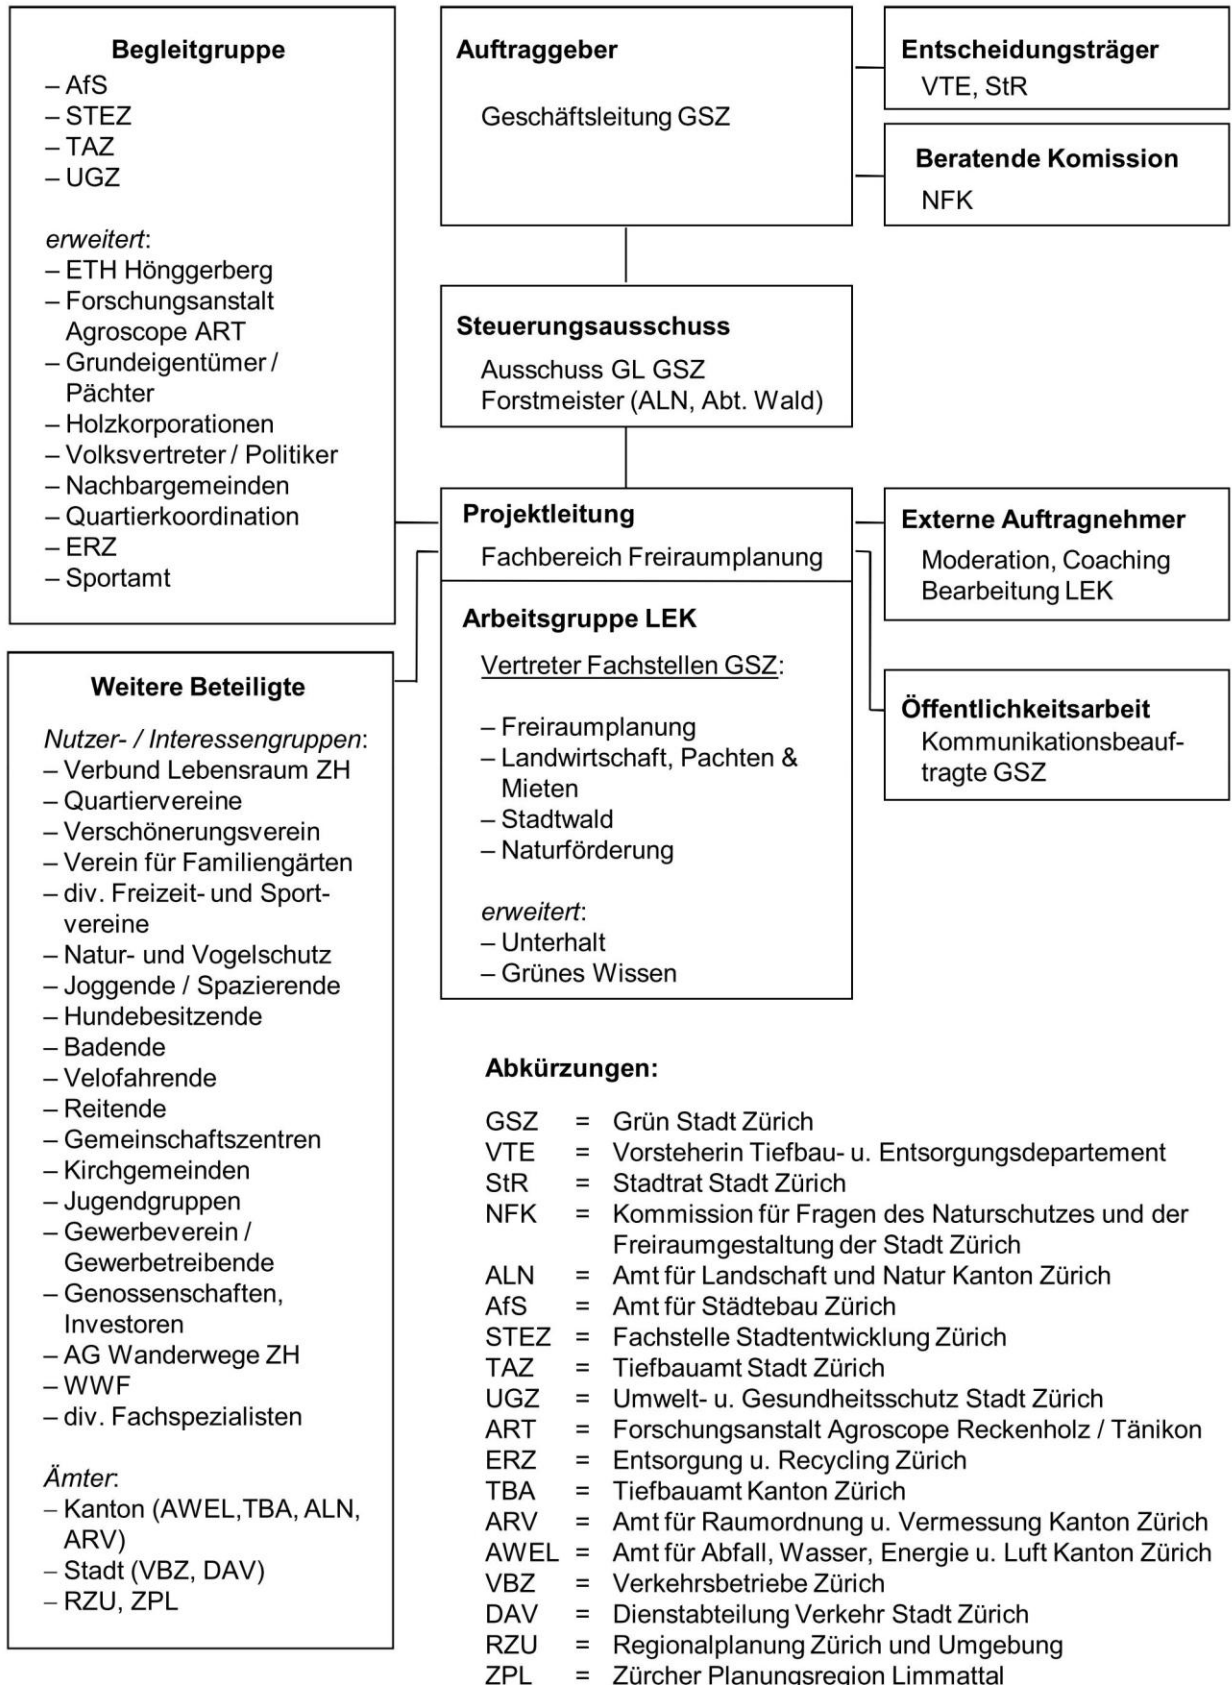 Begleitgruppe
– AfS
– STEZ
– TAZ
– UGZ
erweitert:
– ETH Hönggerberg
– Forschungsanstalt
Agroscope ART
– Grundeigentümer /
Pächter
– Holzkorporationen
– Volksvertreter / Politiker
– Nachbargemeinden
– Quartierkoordination
– ERZ
– Sportamt
Weitere Beteiligte
Nutzer- / Interessengruppen:
– Verbund Lebensraum ZH
– Quartiervereine
– Verschönerungsverein
– Verein für Familiengärten
– div. Freizeit- und Sport-
vereine
– Natur- und Vogelschutz
– Joggende / Spazierende
– Hundebesitzende
– Badende
– Velofahrende
– Reitende
– Gemeinschaftszentren
– Kirchgemeinden
– Jugendgruppen
– Gewerbeverein /
Gewerbetreibende
– Genossenschaften,
Investoren
– AG Wanderwege ZH
– WWF
– div. Fachspezialisten
Ämter:
– Kanton (AWEL,TBA, ALN,
ARV)
– Stadt (VBZ, DAV)
– RZU, ZPL
Auftraggeber
Geschäftsleitung GSZ
Steuerungsausschuss
Ausschuss GL GSZ
Forstmeister (ALN, Abt. Wald)
Projektleitung
Fachbereich Freiraumplanung
Arbeitsgruppe LEK
Vertreter Fachstellen GSZ:
– Freiraumplanung
– Landwirtschaft, Pachten &
Mieten
– Stadtwald
– Naturförderung
erweitert:
– Unterhalt
– Grünes Wissen
Entscheidungsträger
VTE, StR
Beratende Komission
NFK
Externe Auftragnehmer
Moderation, Coaching
Bearbeitung LEK
Öffentlichkeitsarbeit
Kommunikationsbeauf-
tragte GSZ
Abkürzungen:
GSZ = Grün Stadt Zürich
VTE = Vorsteherin Tiefbau- u. Entsorgungsdepartement
StR = Stadtrat Stadt Zürich
NFK = Kommission für Fragen des Naturschutzes und der
Freiraumgestaltung der Stadt Zürich
ALN = Amt für Landschaft und Natur Kanton Zürich
AfS = Amt für Städtebau Zürich
STEZ = Fachstelle Stadtentwicklung Zürich
TAZ = Tiefbauamt Stadt Zürich
UGZ = Umwelt- u. Gesundheitsschutz Stadt Zürich
ART = Forschungsanstalt Agroscope Reckenholz / Tänikon
ERZ = Entsorgung u. Recycling Zürich
TBA = Tiefbauamt Kanton Zürich
ARV = Amt für Raumordnung u. Vermessung Kanton Zürich
AWEL = Amt für Abfall, Wasser, Energie u. Luft Kanton Zürich
VBZ = Verkehrsbetriebe Zürich
DAV = Dienstabteilung Verkehr Stadt Zürich
RZU = Regionalplanung Zürich und Umgebung
ZPL = Zürcher Planungsregion Limmattal